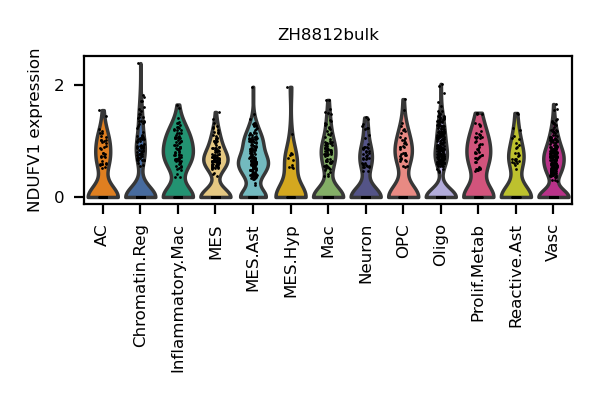 ZH8812bulk
NDUFV1 expression
2
0
AC
Chromatin.Reg
Inflammatory.Mac
MES
MES.Ast
MES.Hyp
Mac
Neuron
OPC
Oligo
Prolif.Metab
Reactive.Ast
Vasc